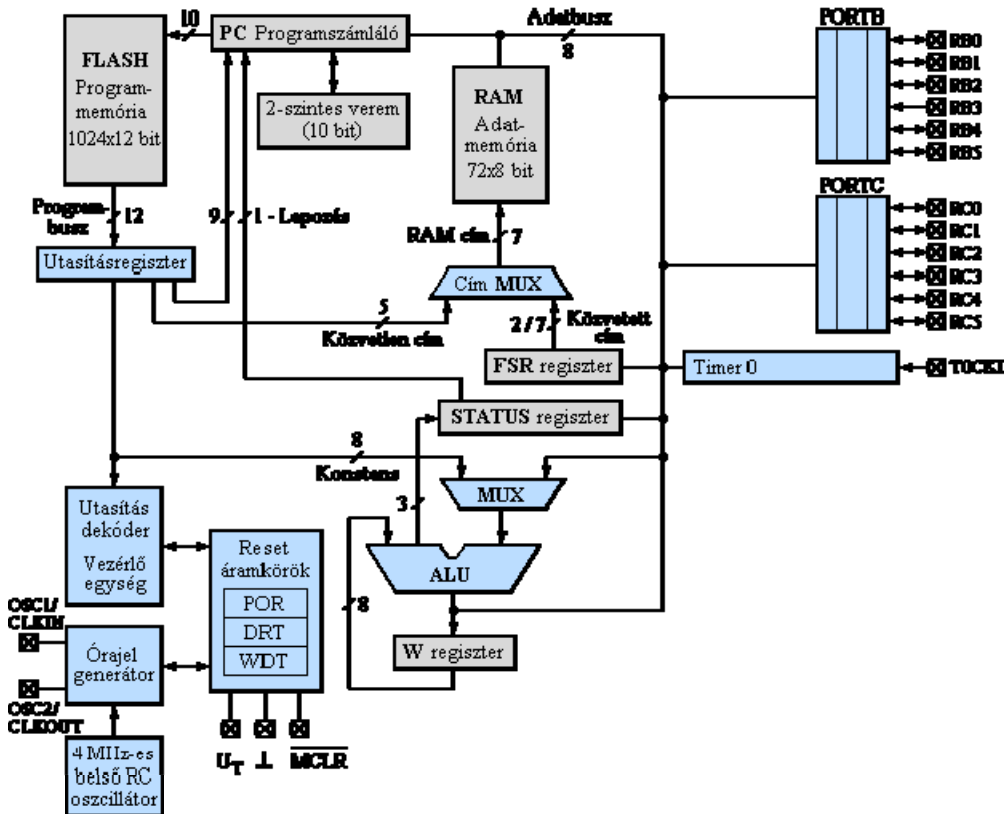 FLASH
Program-
memória
1024x12 bit
10
PC Programszámláló
2-szintes verem
(10 bit)
Adatbusz
8
RAM
Adat-
memória
72x8 bit
PORTB
RB0
RB1
RB2
RB3
RB4
RB5
PORTC
RC0
RC1
RC2
RC3
RC4
RC5
Program-
busz
12
9
1 - Lapozás
RAM cím
7
Utasításregiszter
Cím MUX
5
Közvetlen cím
2 / 7
Közvetett
cím
FSR regiszter
Timer 0
T0CKI
STATUS regiszter
8
Konstens
MUX
3
Utasítás
dekóder
Vezérlő
egység
Reset
áramkörök
POR
DRT
WDT
ALU
8
W regiszter
OSC1/
CLKIN
Órajel
generátor
OSC2/
CLKOUT
4 MHz-es
belső RC
oszcillátor
UT
⊥
MCLR